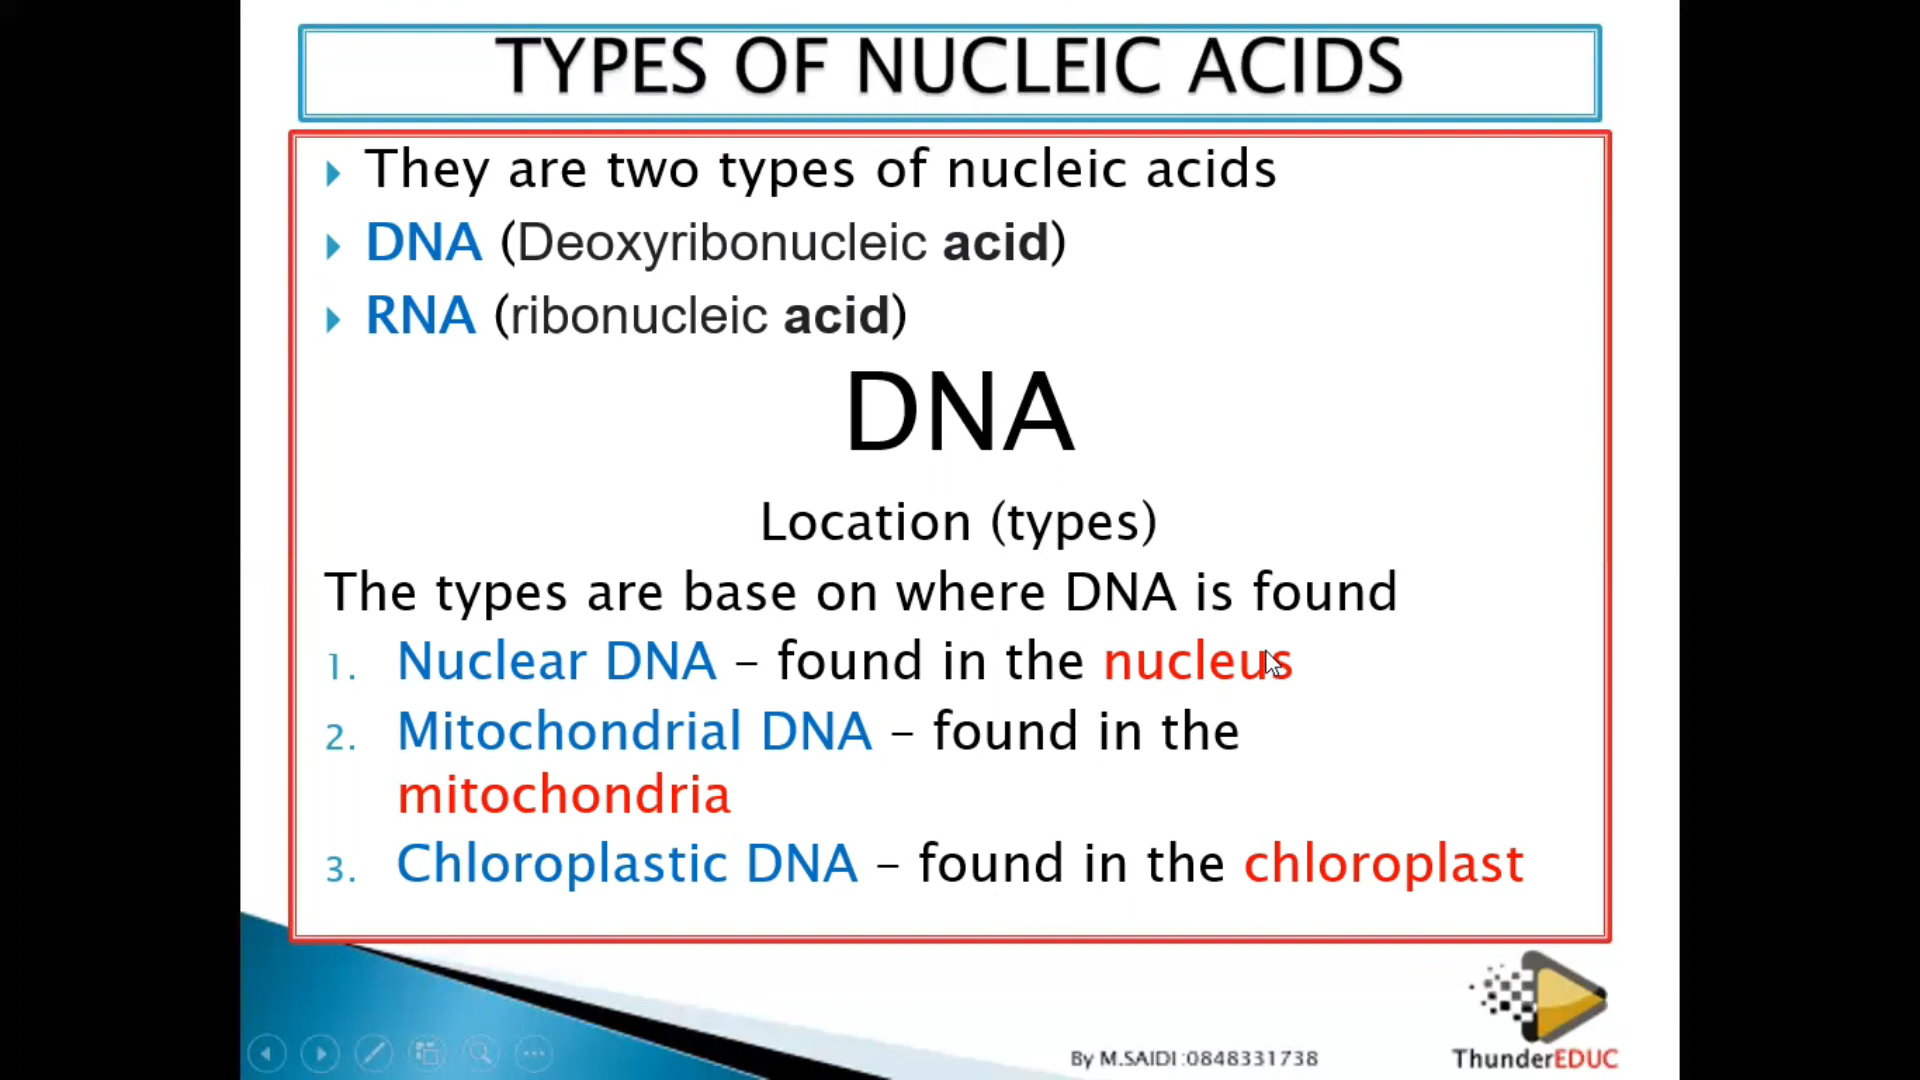 TYPES OF NUCLEIC ACIDS
They are two types of nucleic acids
DNA (Deoxyribonucleic acid)
RNA (ribonucleic acid)
DNA
Location (types)
The types are base on where DNA is found
1. Nuclear DNA – found in the nucleus
2. Mitochondrial DNA – found in the
mitochondria
3. Chloroplastic DNA – found in the chloroplast
By M.SAIDI :0848331738
ThunderEDUC